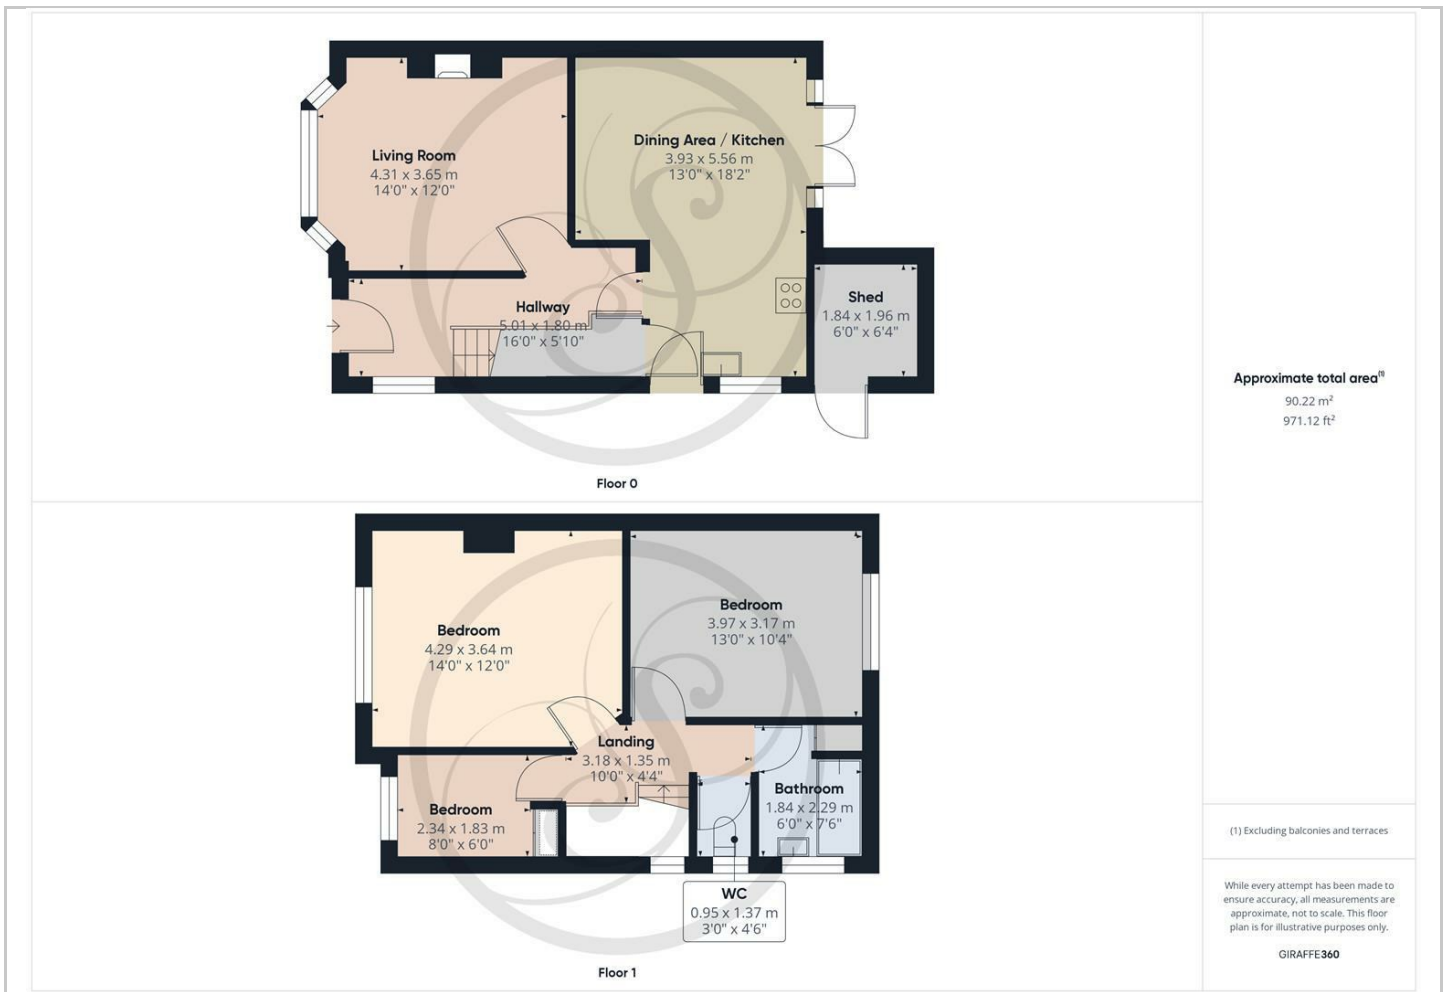 Living Room
4.31 x 3.65 m
14'0" x 12'0"
Dining Area / Kitchen
3.93 x 5.56 m
13'0" x 18'2"
Hallway
5.01 x 1.80 m
16'0" x 5'10"
Shed
1.84 x 1.96 m
6'0" x 6'4"
Floor 0
Bedroom
4.29 x 3.64 m
14'0" x 12'0"
Bedroom
3.97 x 3.17 m
13'0" x 10'4"
Landing
3.18 x 1.35 m
10'0" x 4'4"
Bedroom
2.34 x 1.83 m
8'0" x 6'0"
Bathroom
1.84 x 2.29 m
6'0" x 7'6"
WC
0.95 x 1.37 m
3'0" x 4'6"
Floor 1
Approximate total area(1)
90.22 m²
971.12 ft²
(1) Excluding balconies and terraces
While every attempt has been made to
ensure accuracy, all measurements are
approximate, not to scale. This floor
plan is for illustrative purposes only.
GIRAFFE360